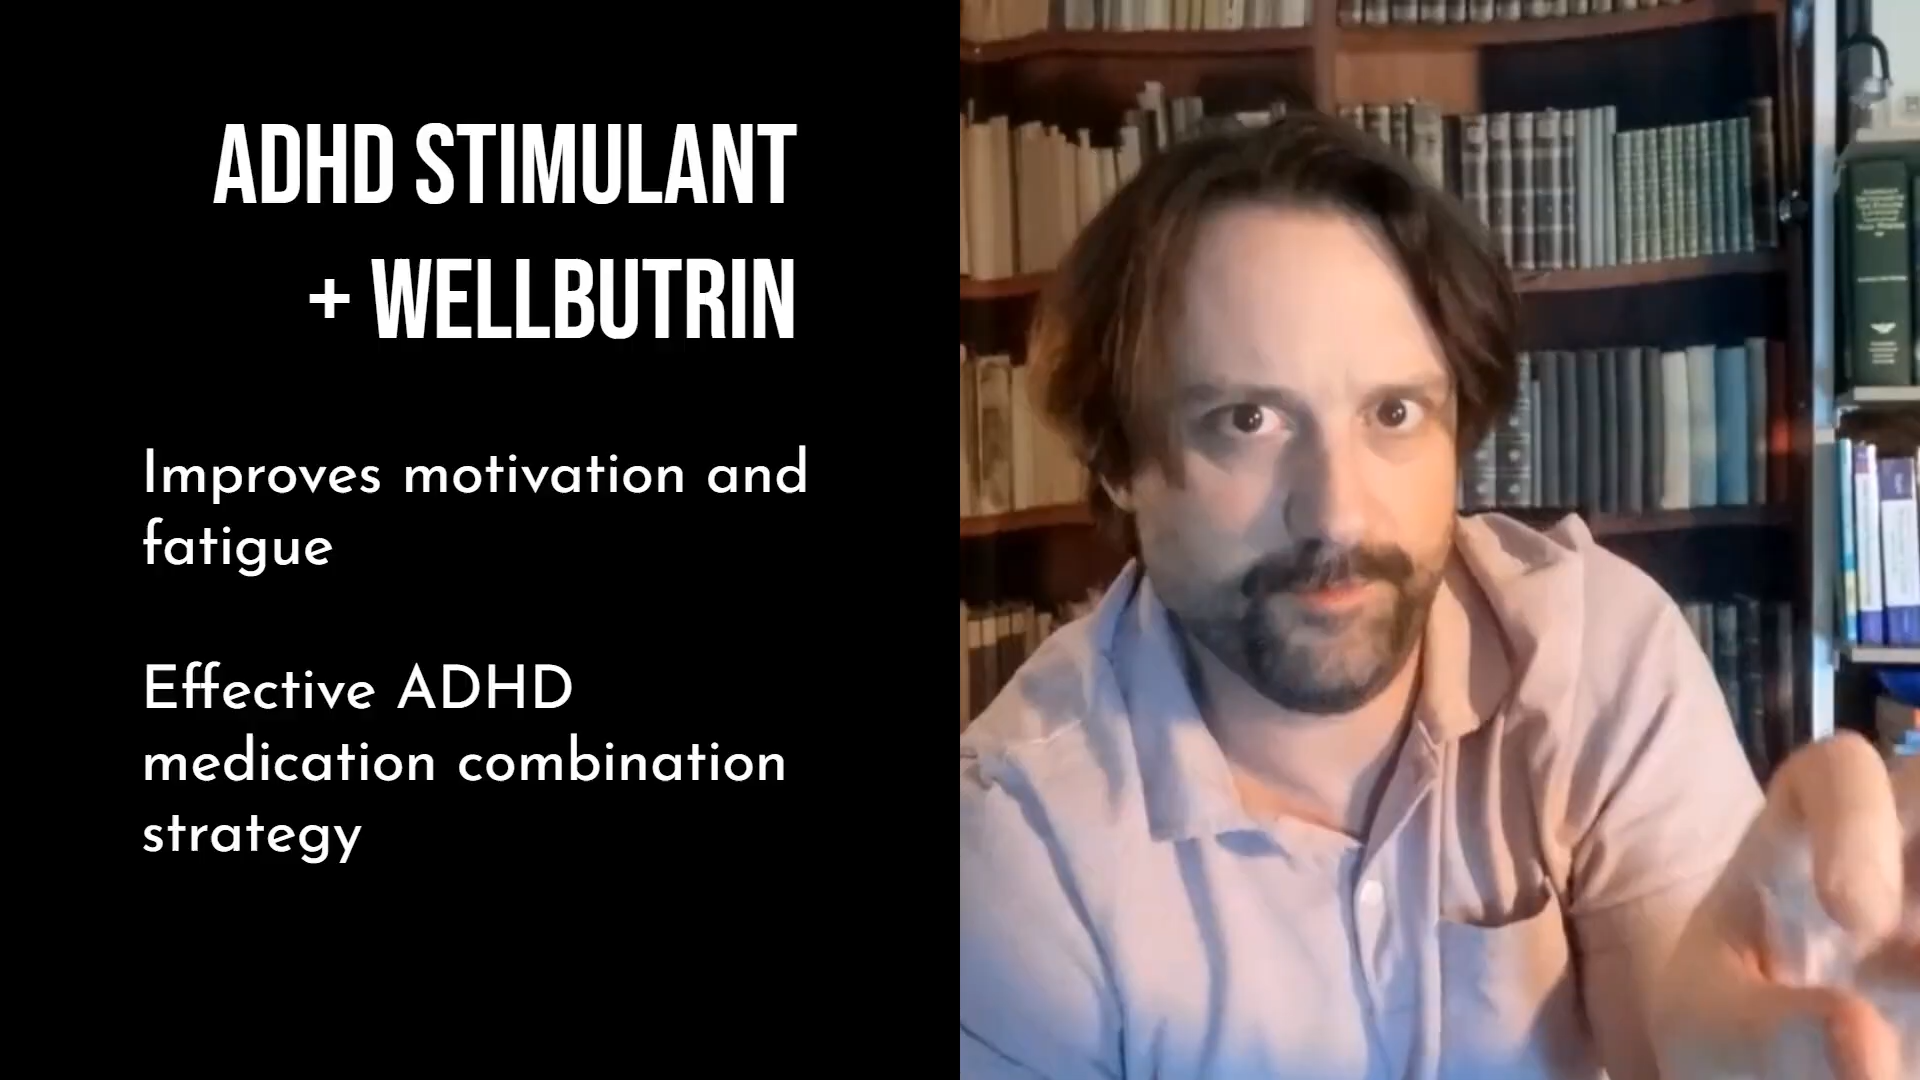 ADHD STIMULANT
+ WELLBUTRIN
Improves motivation and
fatigue
Effective ADHD
medication combination
strategy